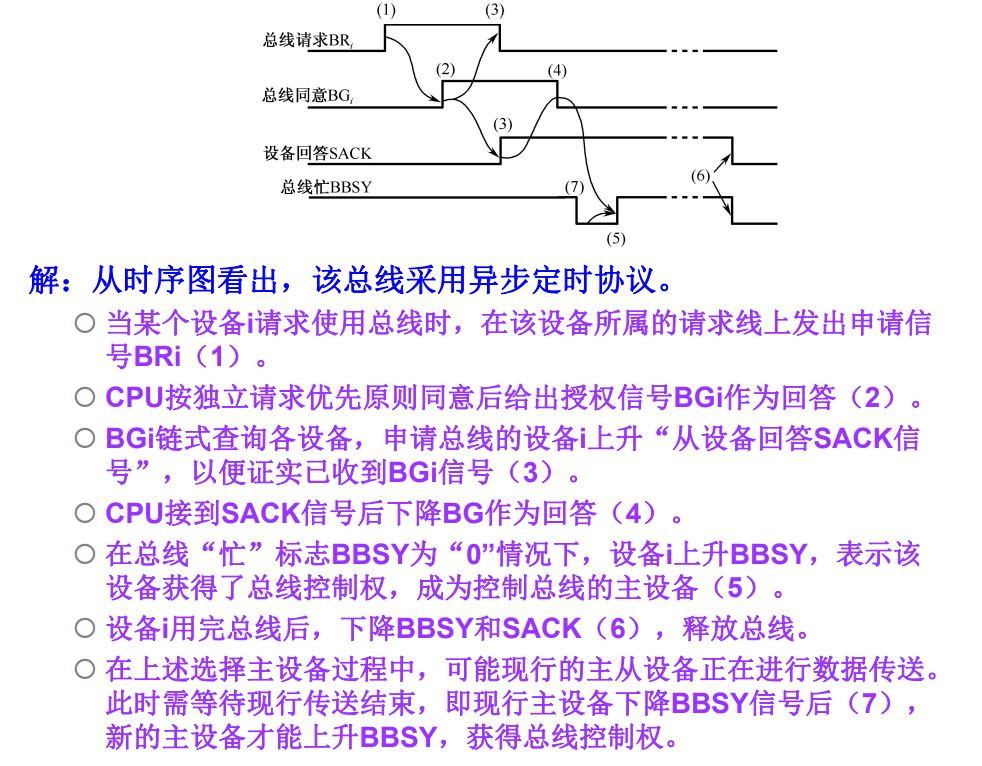 (1) (3)
总线请求BRi
(2) (4)
总线同意BGi
(3)
设备回答SACK
(6)
总线忙BBSY (7)
(5)
解：从时序图看出，该总线采用异步定时协议。
当某个设备i请求使用总线时，在该设备所属的请求线上发出申请信
号BRi（1）。
CPU按独立请求优先原则同意后给出授权信号BGi作为回答（2）。
BGi链式查询各设备，申请总线的设备i上升“从设备回答SACK信
号”，以便证实已收到BGi信号（3）。
CPU接到SACK信号后下降BG作为回答（4）。
在总线“忙”标志BBSY为“0”情况下，设备i上升BBSY，表示该
设备获得了总线控制权，成为控制总线的主设备（5）。
设备i用完总线后，下降BBSY和SACK（6），释放总线。
在上述选择主设备过程中，可能现行的主从设备正在进行数据传送。
此时需等待现行传送结束，即现行主设备下降BBSY信号后（7），
新的主设备才能上升BBSY，获得总线控制权。